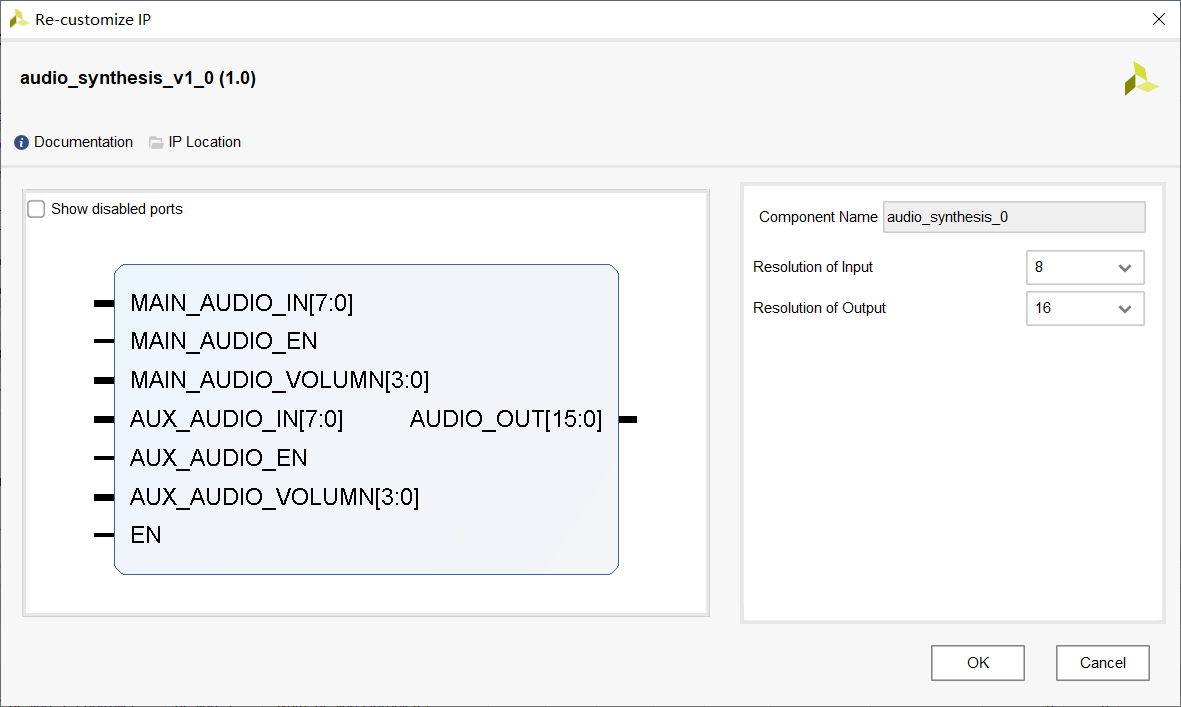 Re-customize IP
audio_synthesis_v1_0 (1.0)
Documentation IP Location
Show disabled ports
MAIN_AUDIO_IN[7:0]
MAIN_AUDIO_EN
MAIN_AUDIO_VOLUMN[3:0]
AUX_AUDIO_IN[7:0] AUDIO_OUT[15:0]
AUX_AUDIO_EN
AUX_AUDIO_VOLUMN[3:0]
EN
Component Name audio_synthesis_0
Resolution of Input 8
Resolution of Output 16
OK Cancel